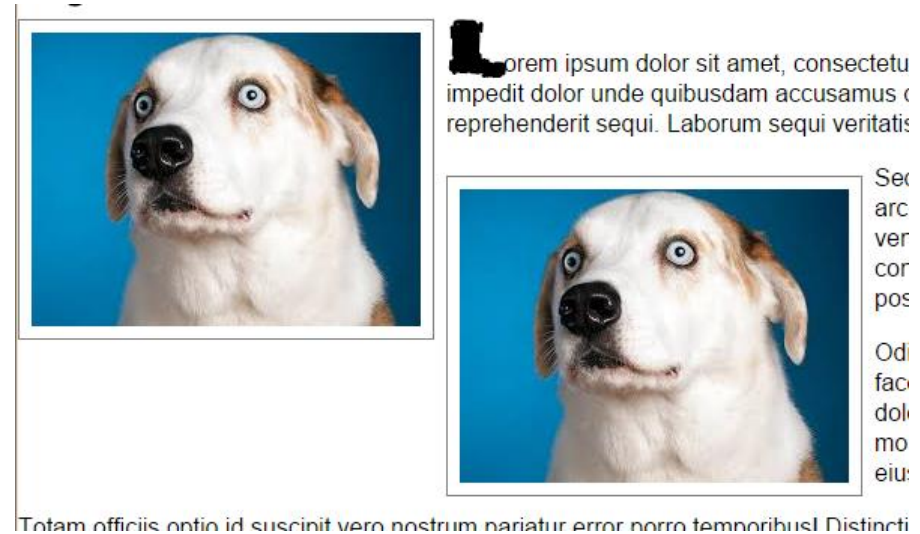 orem ipsum dolor sit amet, consectetu
impedit dolor unde quibusdam accusamus
reprehenderit sequi. Laborum sequi veritatis
Sed
arc
ver
con
pos
Odi
face
dolo
mo
eius
Totam officiis optio id suscipit vero nostrum pariatur error porro temporibus! Distincti